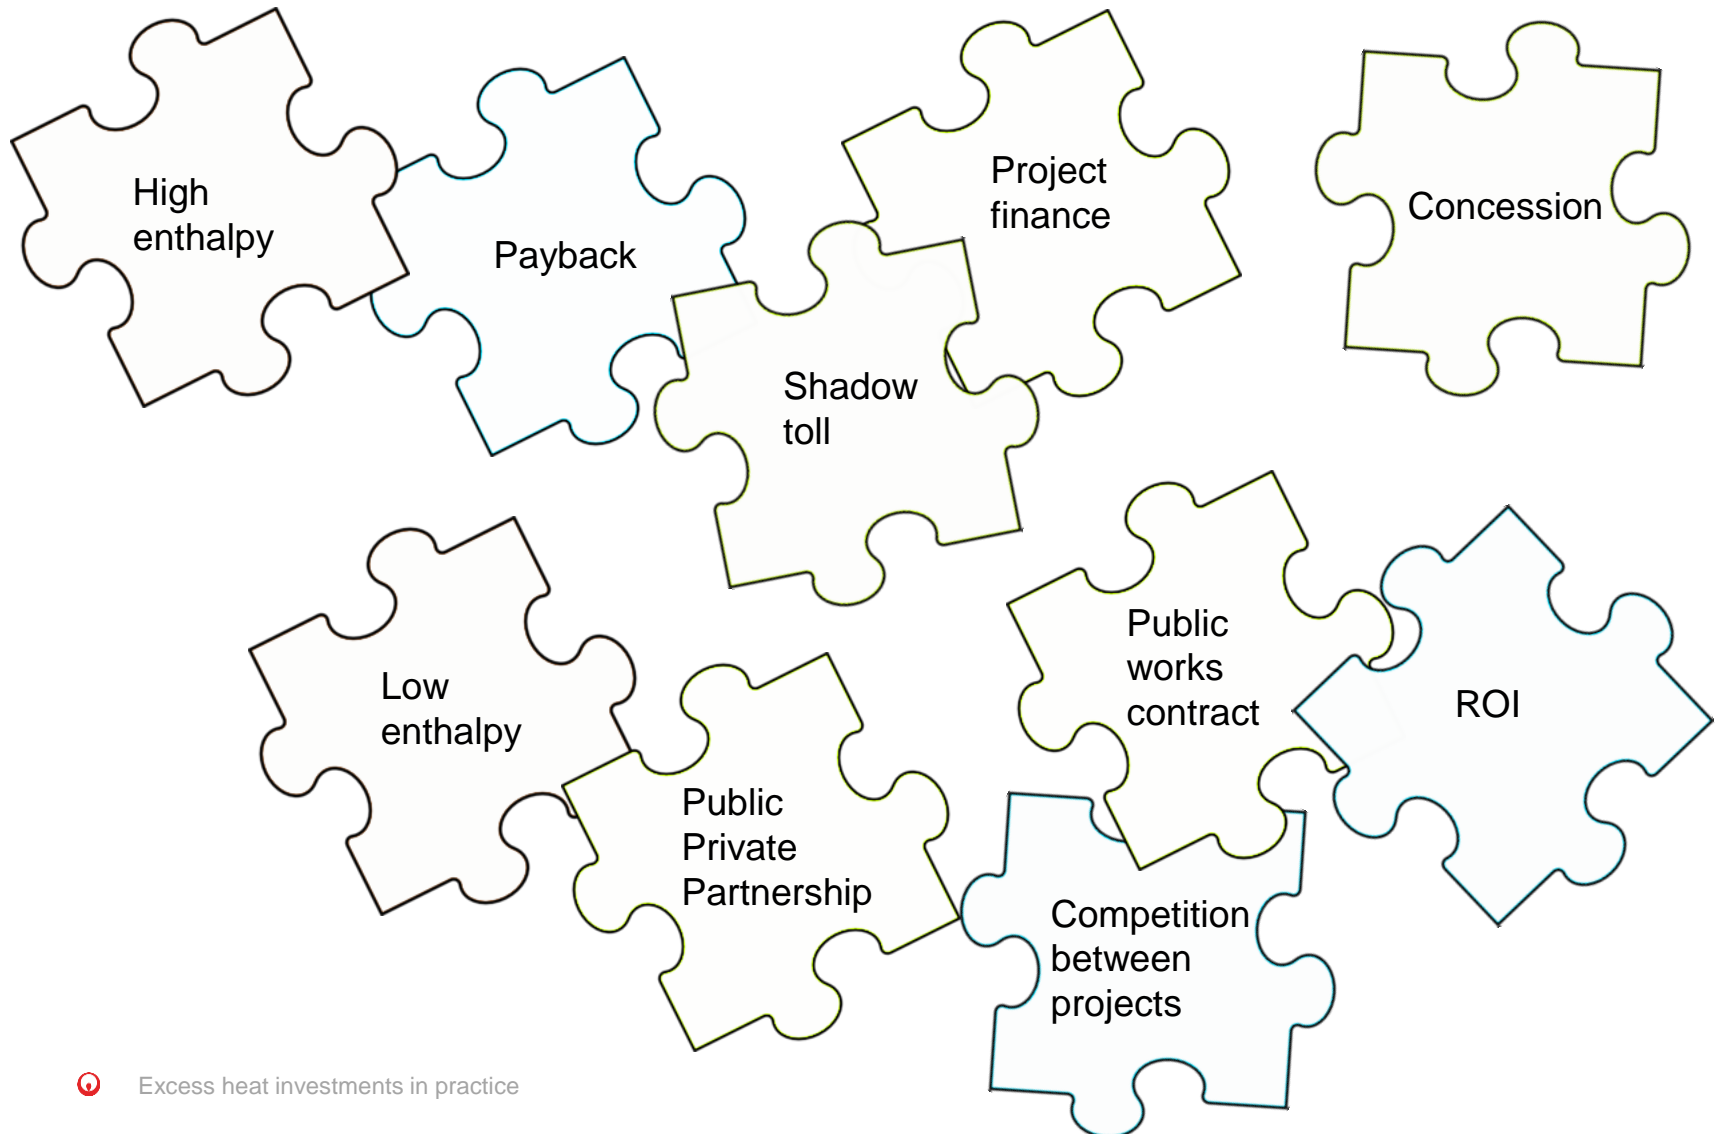 High
enthalpy
Payback
Project
finance
Concession
Shadow
toll
Low
enthalpy
Public
Private
Partnership
Public
works
contract
ROI
Competition
between
projects
Excess heat investments in practice